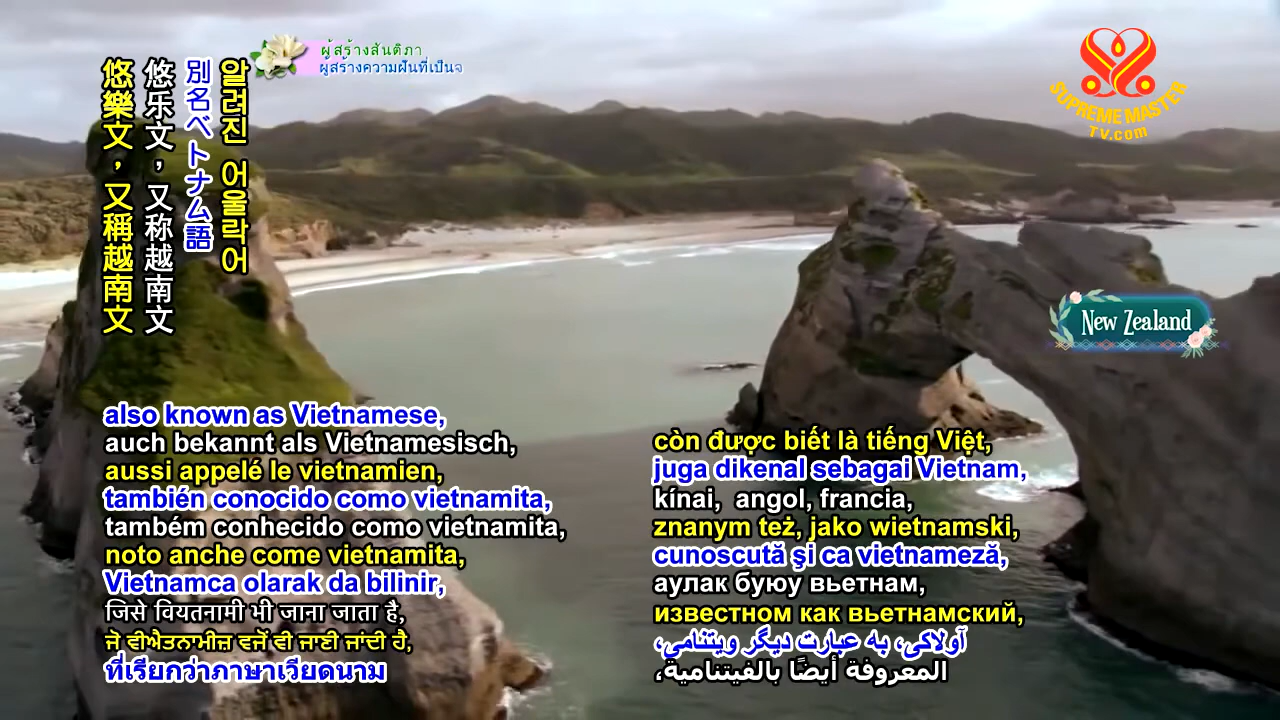 ผู้สร้างสันติภา
ผู้สร้างความฝันที่เป็นจ
SUPREME MASTER
TV.com
알려진 어울락어
別名ベトナム語
悠乐文，又称越南文
悠樂文，又稱越南文
New Zealand
also known as Vietnamese,
auch bekannt als Vietnamesisch,
aussi appelé le vietnamien,
también conocido como vietnamita,
também conhecido como vietnamita,
noto anche come vietnamita,
Vietnamca olarak da bilinir,
जिसे वियतनामी भी जाना जाता है,
ਜੋ ਵੀਐਤਨਾਮੀਜ਼ ਵਜੋਂ ਵੀ ਜਾਣੀ ਜਾਂਦੀ ਹੈ,
ที่เรียกว่าภาษาเวียดนาม
còn được biết là tiếng Việt,
juga dikenal sebagai Vietnam,
kínai, angol, francia,
znanym też, jako wietnamski,
cunoscută şi ca vietnameză,
аулак буюу вьетнам,
известном как вьетнамский,
آولاکی، به عبارت دیگر ویتنامی،
المعروفة أيضًا بالفيتنامية،